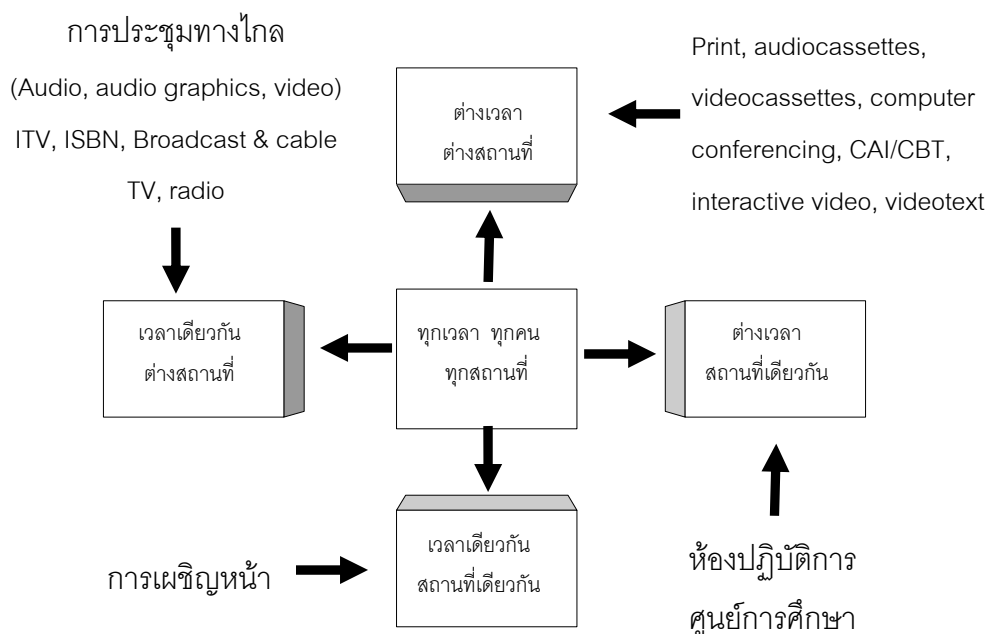 การประชุมทางไกล
(Audio, audio graphics, video)
ITV, ISBN, Broadcast & cable
TV, radio
Print, audiocassettes,
videocassettes, computer
conferencing, CAI/CBT,
interactive video, videotext
ต่างเวลา
ต่างสถานที่
เวลาเดียวกัน
ต่างสถานที่
ทุกเวลา ทุกคน
ทุกสถานที่
ต่างเวลา
สถานที่เดียวกัน
เวลาเดียวกัน
สถานที่เดียวกัน
การเผชิญหน้า
ห้องปฏิบัติการ
ศูนย์การศึกษา